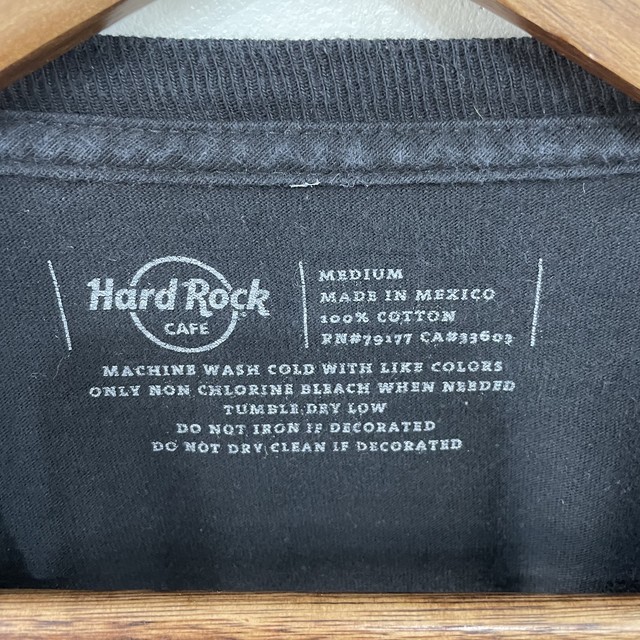 Hard Rock
CAFE
MEDIUM
MADE IN MEXICO
100% COTTON
RN#79177 CA#33603
MACHINE WASH COLD WITH LIKE COLORS
ONLY NON CHLORINE BLEACH WHEN NEEDED
TUMBLE DRY LOW
DO NOT IRON IF DECORATED
DO NOT DRY CLEAN IF DECORATED